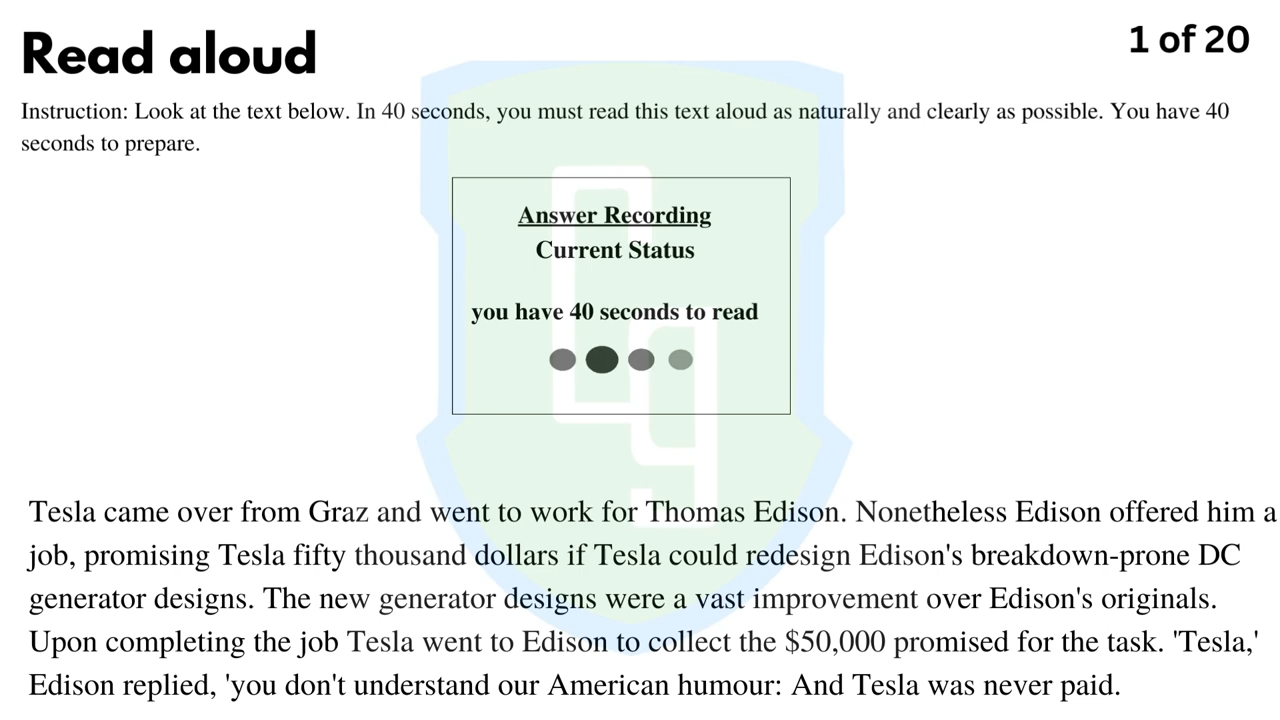 Read aloud
1 of 20
Instruction: Look at the text below. In 40 seconds, you must read this text aloud as naturally and clearly as possible. You have 40
seconds to prepare.
Answer Recording
Current Status
you have 40 seconds to read
Tesla came over from Graz and went to work for Thomas Edison. Nonetheless Edison offered him a
job, promising Tesla fifty thousand dollars if Tesla could redesign Edison's breakdown-prone DC
generator designs. The new generator designs were a vast improvement over Edison's originals.
Upon completing the job Tesla went to Edison to collect the $50,000 promised for the task. 'Tesla,'
Edison replied, 'you don't understand our American humour: And Tesla was never paid.